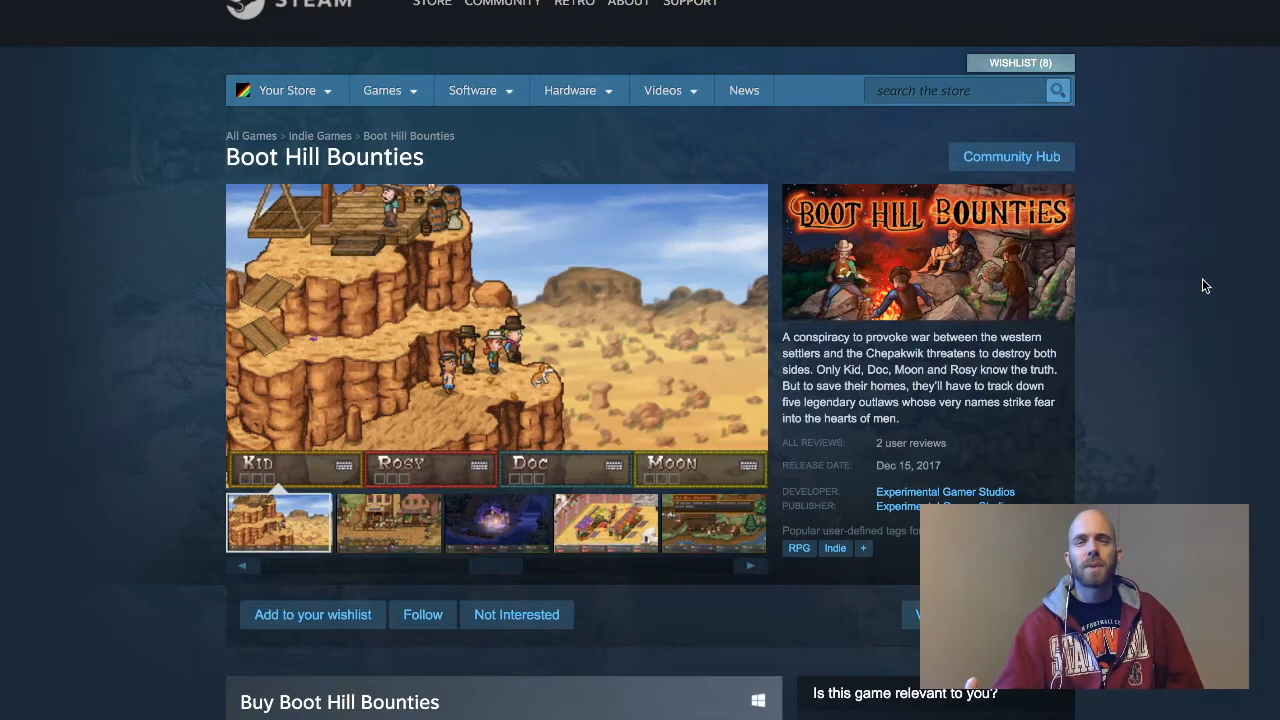 STEAM
STORE COMMUNITY RETRO ABOUT SUPPORT
WISHLIST (8)
Your Store Games Software Hardware Videos News
search the store
All Games > Indie Games > Boot Hill Bounties
Boot Hill Bounties
Community Hub
BOOT HILL BOUNTIES
A conspiracy to provoke war between the western
settlers and the Chepakwik threatens to destroy both
sides. Only Kid, Doc, Moon and Rosy know the truth.
But to save their homes, they'll have to track down
five legendary outlaws whose very names strike fear
into the hearts of men.
ALL REVIEWS: 2 user reviews
RELEASE DATE: Dec 15, 2017
DEVELOPER: Experimental Gamer Studios
PUBLISHER:
Popular user-defined tags
RPG Indie +
KID ROSY DOC MOON
Add to your wishlist Follow Not Interested
Buy Boot Hill Bounties
Is this game relevant to you?